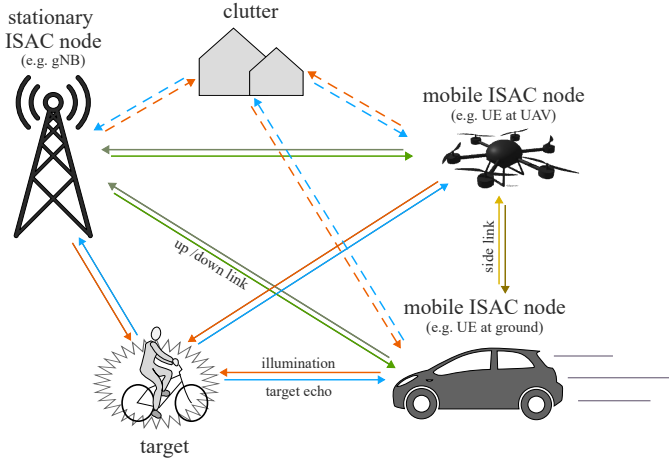 clutter
stationary
ISAC node
(e.g. gNB)
mobile ISAC node
(e.g. UE at UAV)
up /down link
side link
mobile ISAC node
(e.g. UE at ground)
illumination
target echo
target